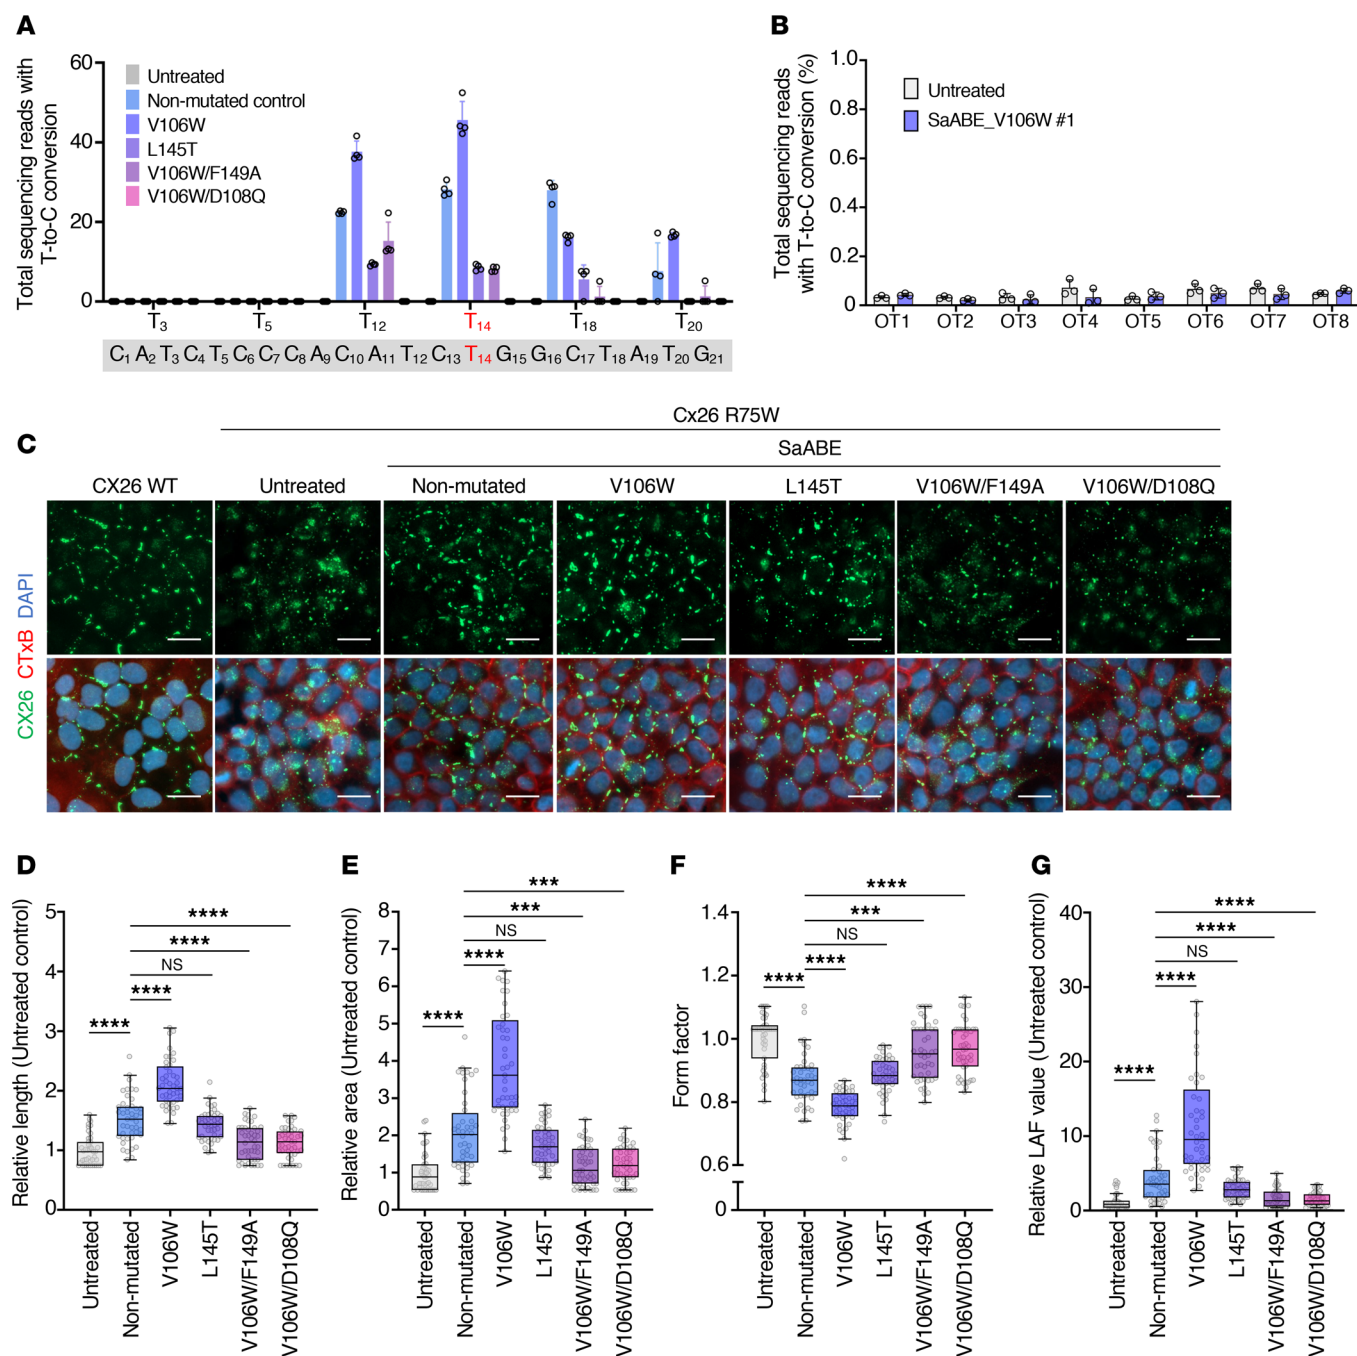 A
Total sequencing reads with
T-to-C conversion
60
40
20
0
Untreated
Non-mutated control
V106W
L145T
V106W/F149A
V106W/D108Q
T3 T5 T12 T14 T18 T20
C1 A2 T3 C4 T5 C6 C7 C8 A9 C10 A11 T12 C13 T14 G15 G16 C17 T18 A19 T20 G21
B
Total sequencing reads
with T-to-C conversion (%)
1.0
0.8
0.6
0.4
0.2
0
Untreated
SaABE_V106W #1
OT1 OT2 OT3 OT4 OT5 OT6 OT7 OT8
C
Cx26 R75W
SaABE
CX26 WT Untreated Non-mutated V106W L145T V106W/F149A V106W/D108Q
CX26 CTxB DAPI
D
Relative length (Untreated control)
5
4
3
2
1
0
****
****
NS
****
****
Untreated
Non-mutated
V106W
L145T
V106W/F149A
V106W/D108Q
E
Relative area (Untreated control)
8
7
6
5
4
3
2
1
0
***
***
NS
****
****
Untreated
Non-mutated
V106W
L145T
V106W/F149A
V106W/D108Q
F
Form factor
1.4
1.2
1.0
0.8
0.6
0
****
***
NS
****
****
Untreated
Non-mutated
V106W
L145T
V106W/F149A
V106W/D108Q
G
Relative LAF value (Untreated control)
40
30
20
10
0
****
****
NS
****
****
Untreated
Non-mutated
V106W
L145T
V106W/F149A
V106W/D108Q